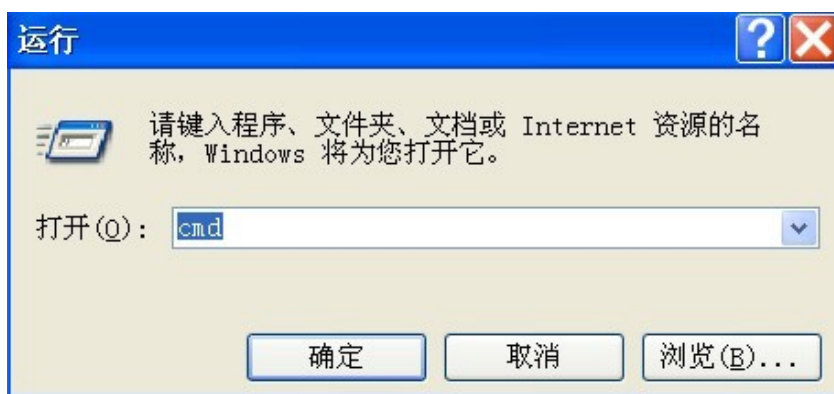 运行
请键入程序、文件夹、文档或 Internet 资源的名
称，Windows 将为您打开它。
打开(O): cmd
确定 取消 浏览(B)...